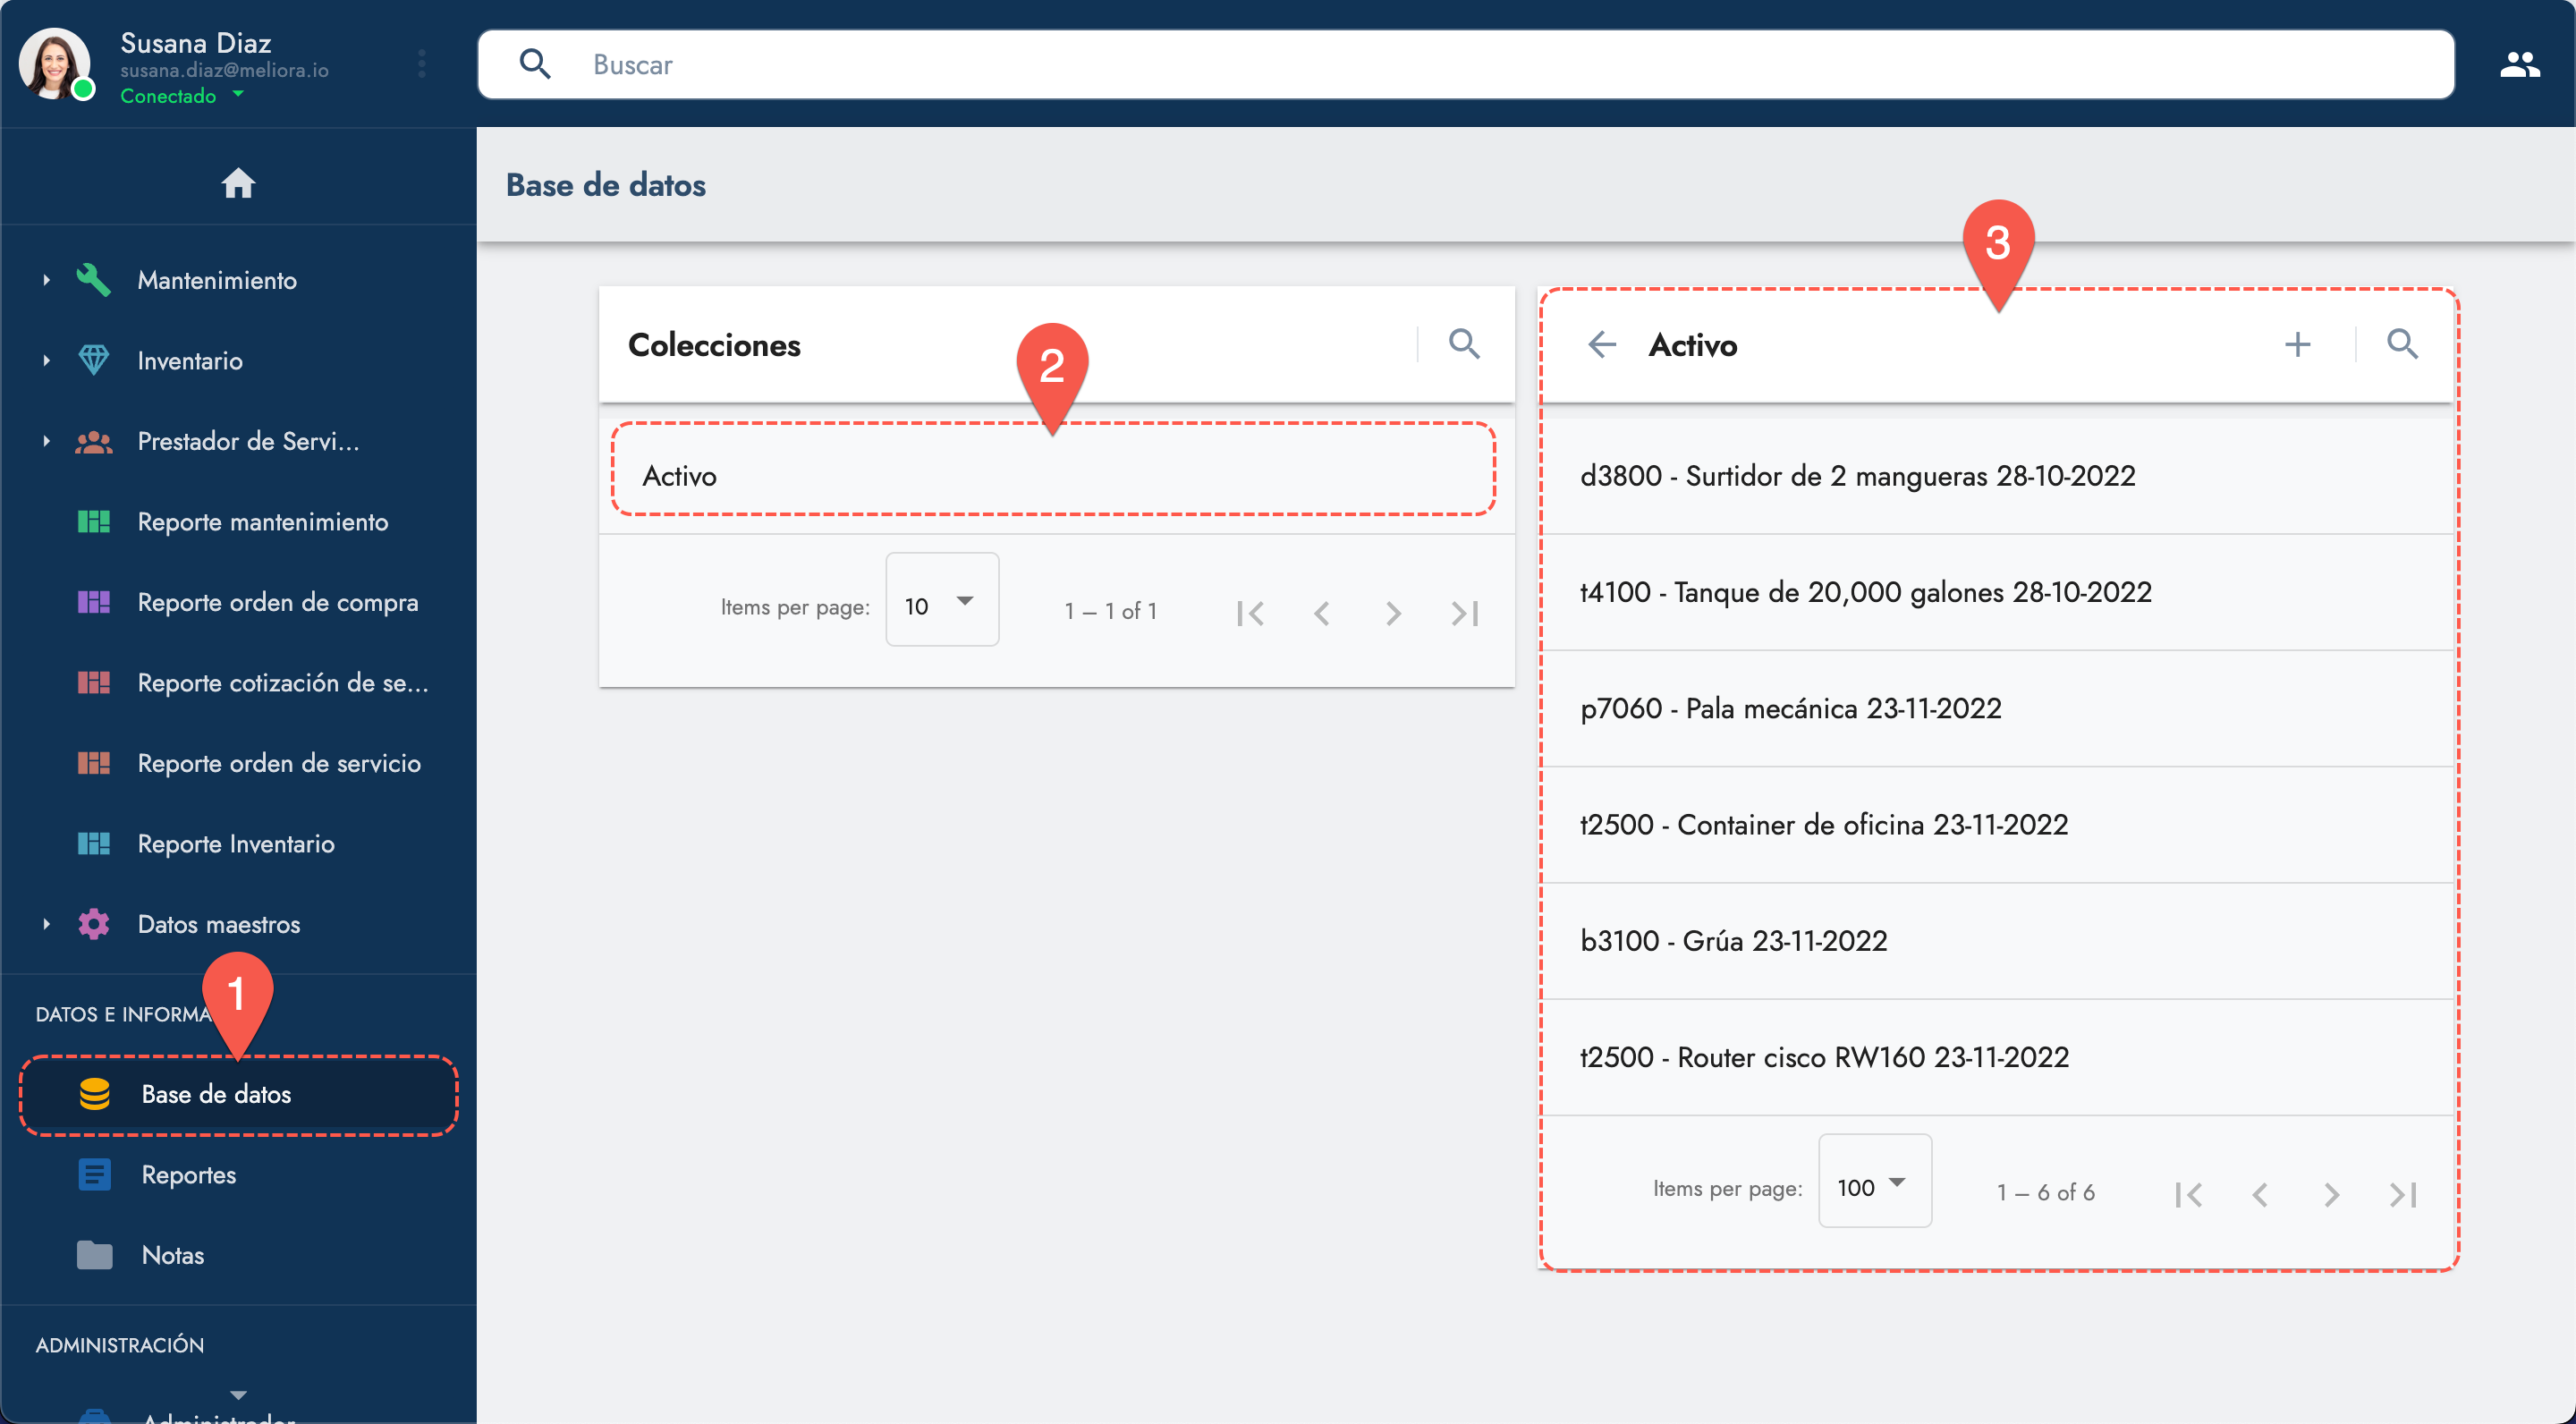 Susana Diaz
susana.diaz@meliora.io
Conectado
Buscar
Mantenimiento
Inventario
Prestador de Servi...
Reporte mantenimiento
Reporte orden de compra
Reporte cotización de se...
Reporte orden de servicio
Reporte Inventario
Datos maestros
1
DATOS E INFORMA
Base de datos
Reportes
Notas
ADMINISTRACIÓN
Administrador
Base de datos
Colecciones
2
Activo
Items per page: 10 1 – 1 of 1
3
Activo
d3800 - Surtidor de 2 mangueras 28-10-2022
t4100 - Tanque de 20,000 galones 28-10-2022
p7060 - Pala mecánica 23-11-2022
t2500 - Container de oficina 23-11-2022
b3100 - Grúa 23-11-2022
t2500 - Router cisco RW160 23-11-2022
Items per page: 100 1 – 6 of 6